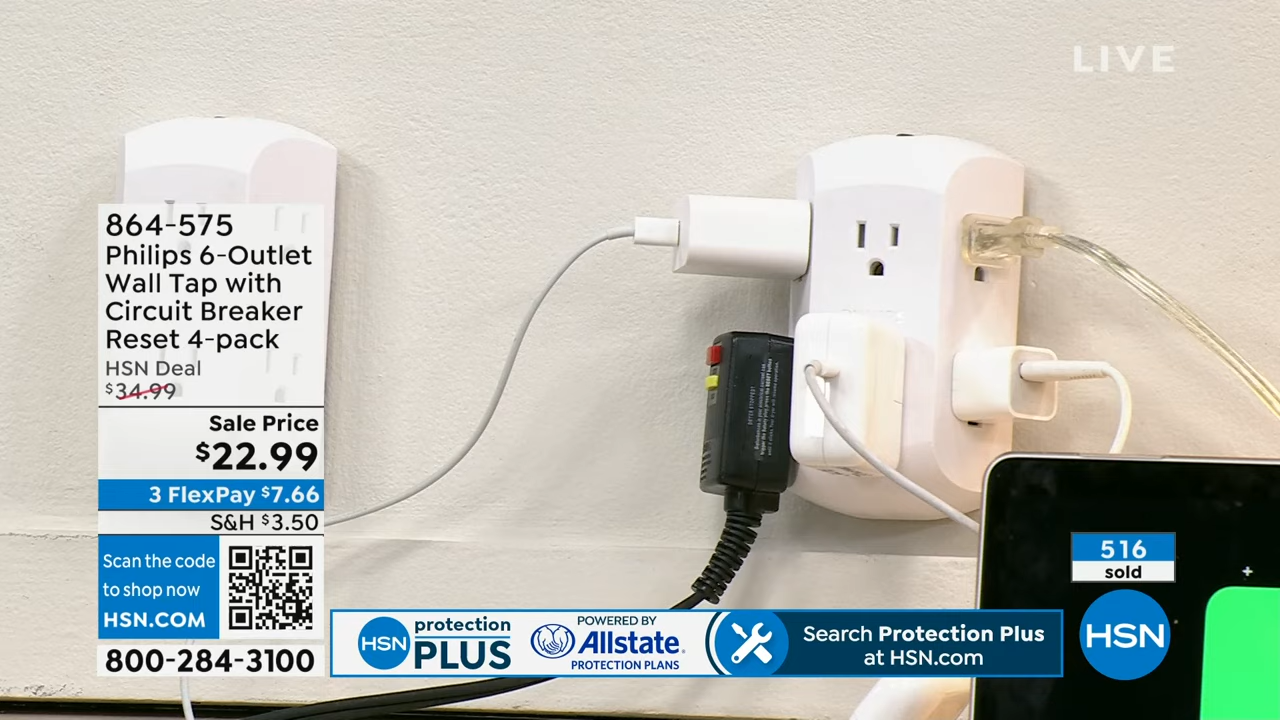 LIVE
864-575
Philips 6-Outlet
Wall Tap with
Circuit Breaker
Reset 4-pack
HSN Deal
$34.99
Sale Price
$22.99
3 FlexPay $7.66
S&H $3.50
Scan the code
to shop now
HSN.COM
800-284-3100
HSN
protection
PLUS
POWERED BY
Allstate
PROTECTION PLANS
Search Protection Plus
at HSN.com
516
sold
HSN